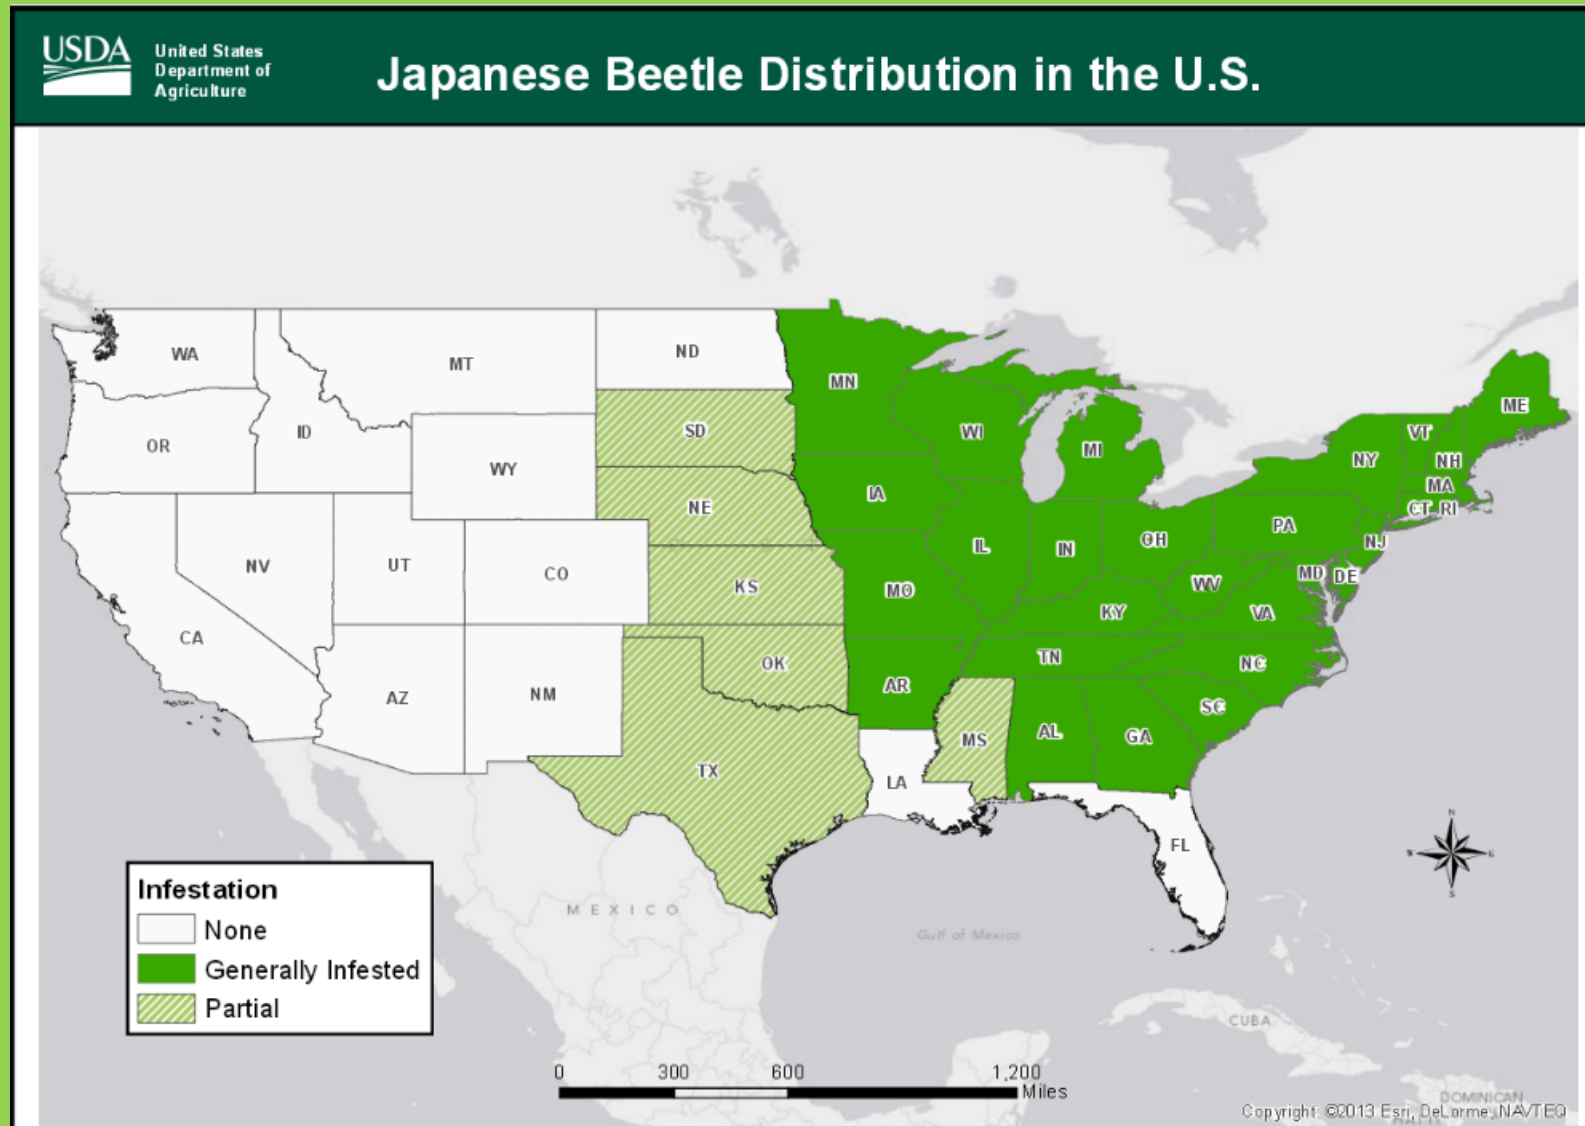 USDA
United States
Department of
Agriculture
Japanese Beetle Distribution in the U.S.
WA
MT
ND
MN
ME
OR
ID
WY
SD
WI
MI
VT
NH
NY
MA
CT RI
NE
IA
PA
NJ
NV
UT
CO
KS
MO
IL
IN
OH
WV
MD DE
KY
VA
CA
AZ
NM
OK
AR
TN
NC
SC
TX
MS
AL
GA
LA
FL
N
W
E
S
MEXICO
Gulf of Mexico
CUBA
Infestation
None
Generally Infested
Partial
0 300 600 1,200
Miles
DOMINICAN
Copyright: ©2013 Esri, DeLorme, NAVTEQ